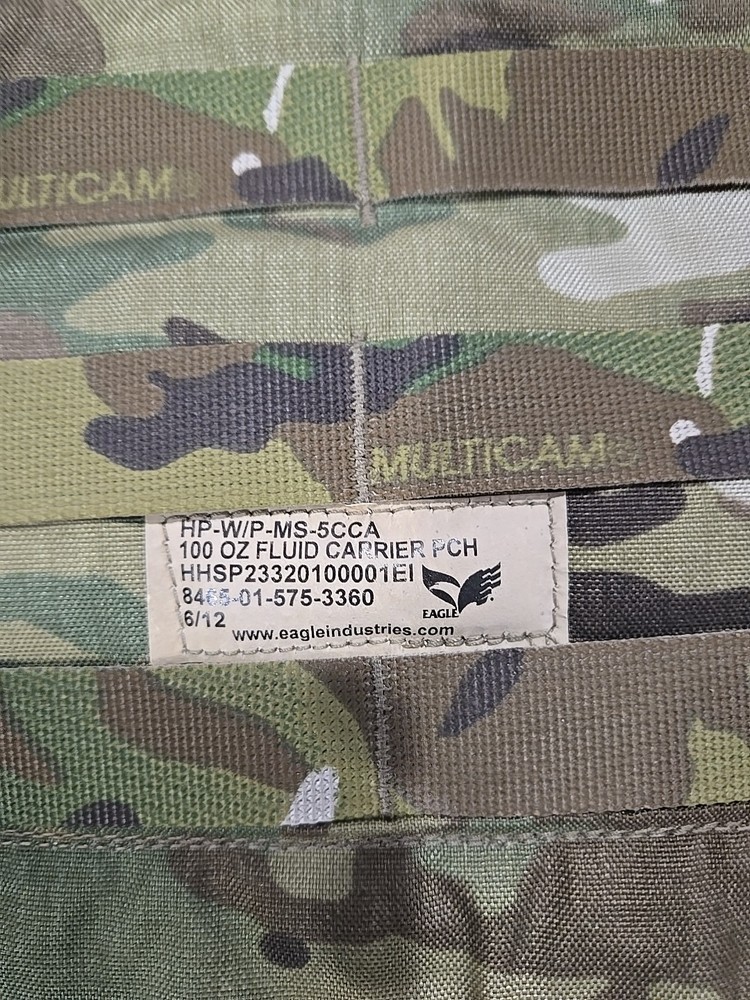 MULTICAM®
MULTICAM®
HP-W/P-MS-5CCA
100 OZ FLUID CARRIER PCH
HHSP23320100001EI
8465-01-575-3360
6/12
EAGLE
www.eagleindustries.com